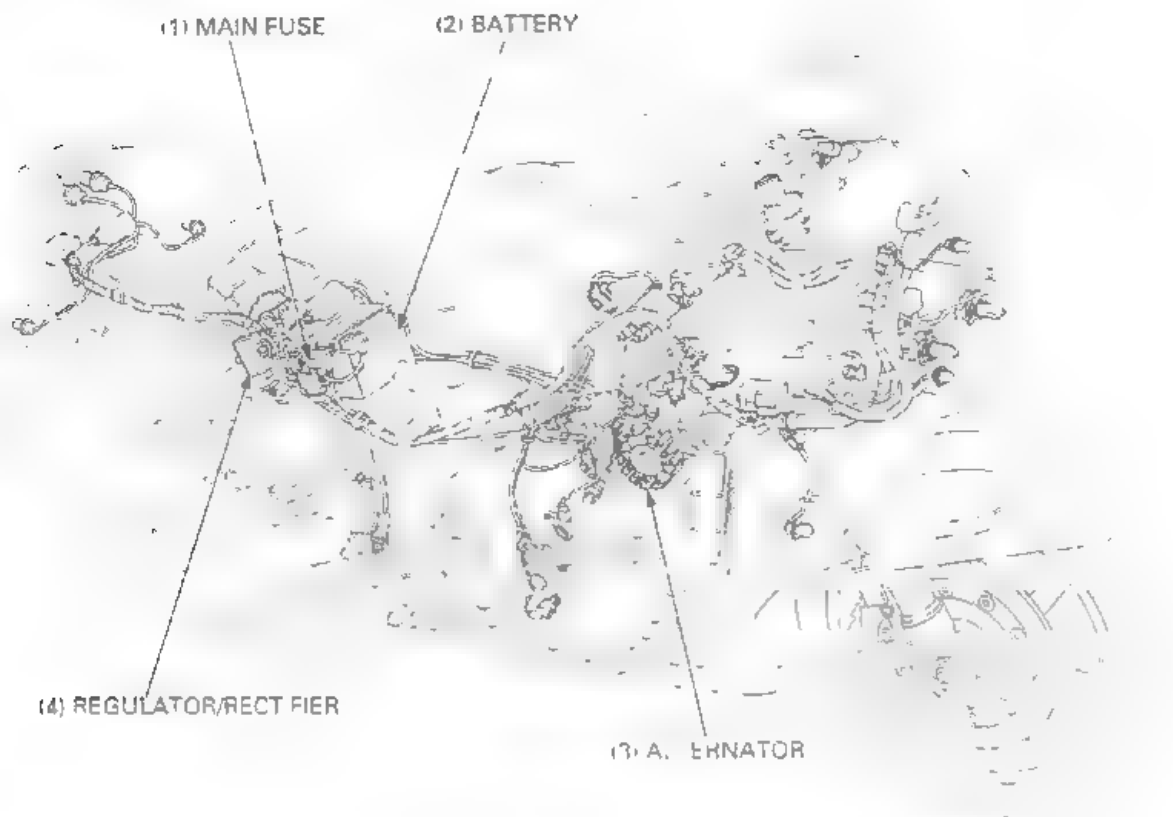 (1) MAIN FUSE
(2) BATTERY
(4) REGULATOR/RECT FIER
(3) A. ERNATOR